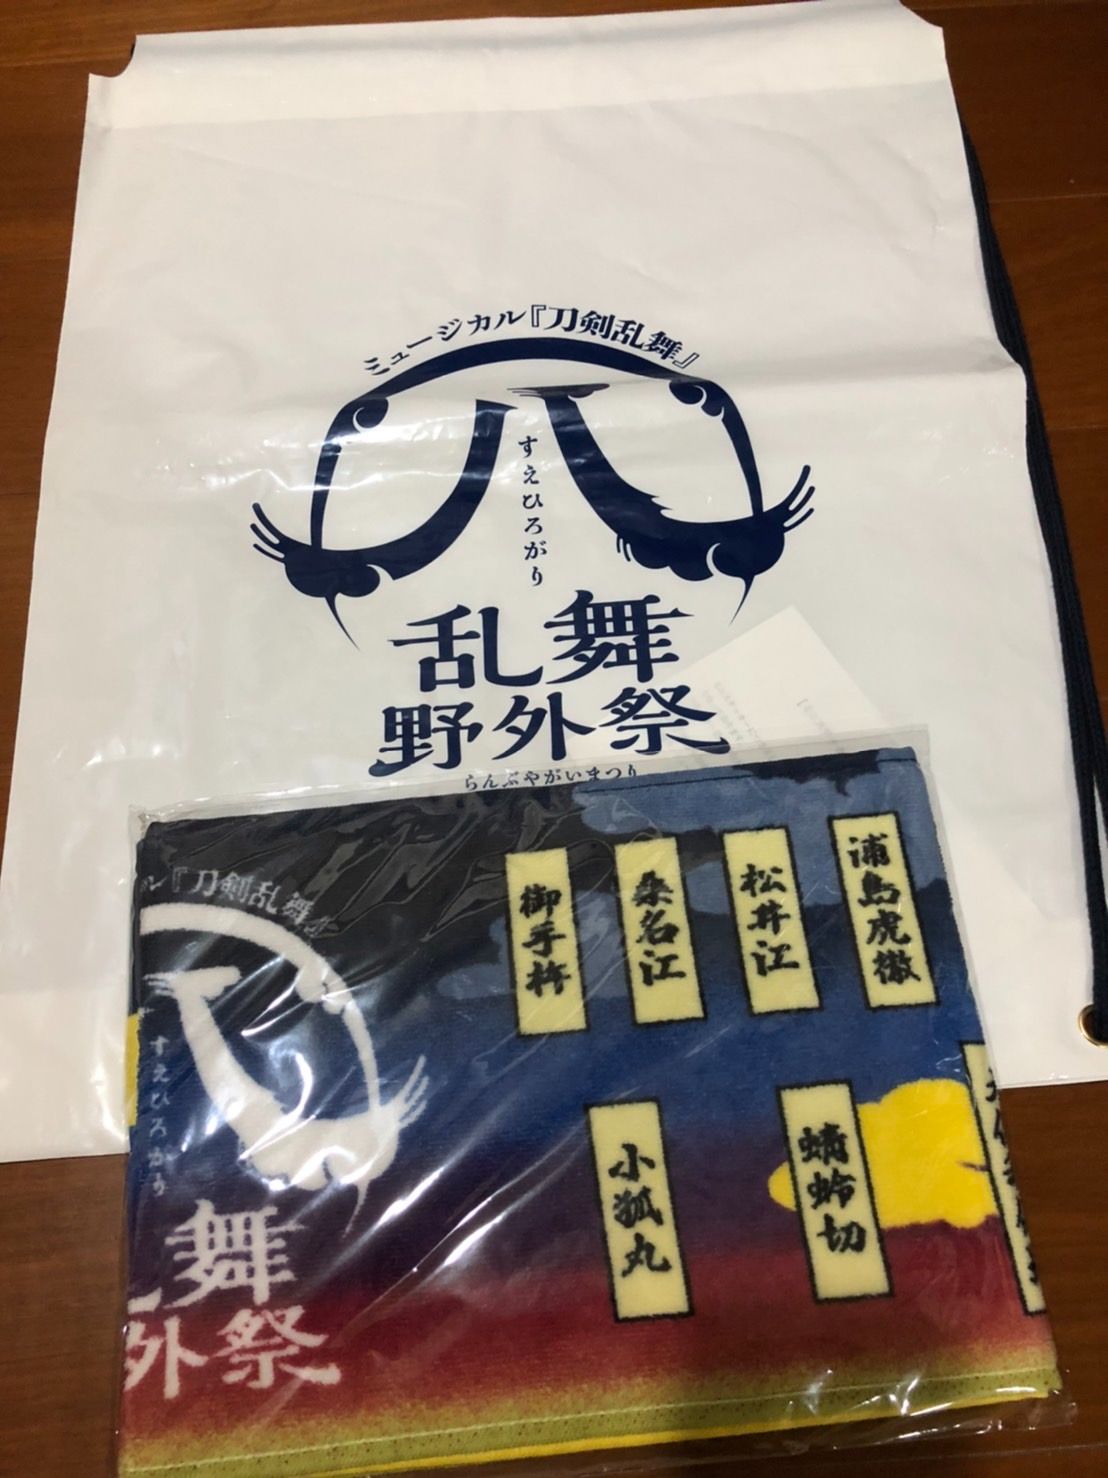 ミュージカル『刀剣乱舞』
八
すえひろがり
乱舞
野外祭
らんぶやがいまつり
ル『刀剣乱舞』
すえひろがり
舞
外祭
御手杵
桑名江
松井江
浦島虎徹
小狐丸
蜻蛉切